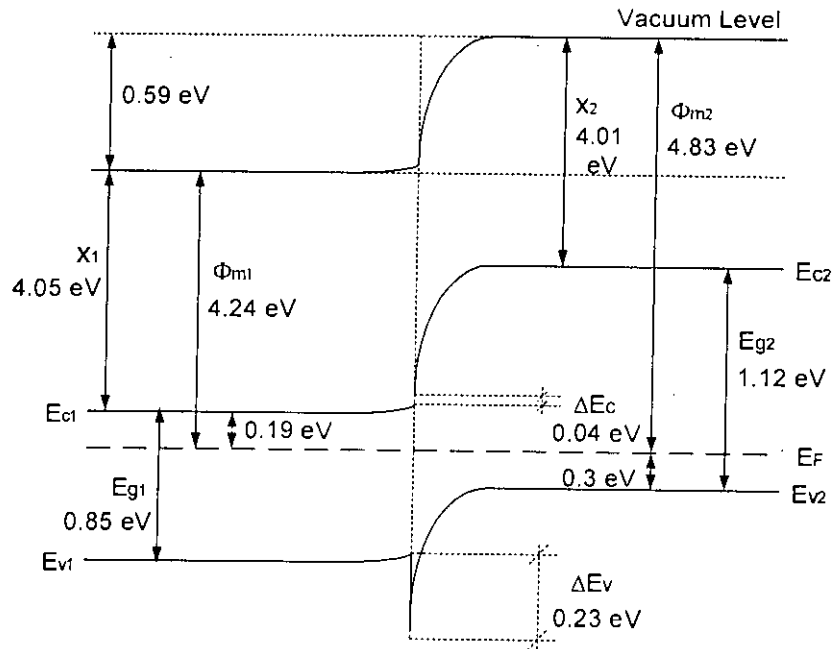 Vacuum Level
0.59 eV
X2
4.01
eV
Φm2
4.83 eV
X1
4.05 eV
Φm1
4.24 eV
Ec2
Eg2
1.12 eV
Ec1
0.19 eV
ΔEc
0.04 eV
EF
Eg1
0.85 eV
0.3 eV
Ev2
Ev1
ΔEv
0.23 eV